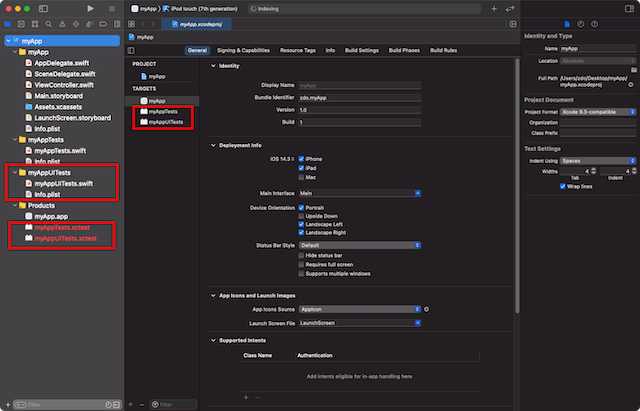 myApp
myApp
iPod touch (7th generation)
Indexing
myApp.xcodeproj
myApp
myApp
AppDelegate.swift
SceneDelegate.swift
ViewController.swift
Main.storyboard
Assets.xcassets
LaunchScreen.storyboard
Info.plist
myAppTests
myAppTests.swift
Info.plist
myAppUITests
myAppUITests.swift
Info.plist
Products
myApp.app
myAppTests.xctest
myAppUITests.xctest
Filter
myApp
General
Signing & Capabilities
Resource Tags
Info
Build Settings
Build Phases
Build Rules
PROJECT
myApp
TARGETS
myApp
myAppTests
myAppUITests
Filter
Identity
Display Name myApp
Bundle Identifier zdo.myApp
Version 1.0
Build 1
Deployment Info
iOS 14.3
iPhone
iPad
Mac
Main Interface Main
Device Orientation Portrait
Upside Down
Landscape Left
Landscape Right
Status Bar Style Default
Hide status bar
Requires full screen
Supports multiple windows
App Icons and Launch Images
App Icons Source AppIcon
Launch Screen File LaunchScreen
Supported Intents
Class Name Authentication
Add intents eligible for in-app handling here
Identity and Type
Name myApp
Location Absolute
Full Path /Users/zdo/Desktop/myApp/
myApp.xcodeproj
Project Document
Project Format Xcode 9.3-compatible
Organization
Class Prefix
Text Settings
Indent Using Spaces
Widths 4 4
Tab Indent
Wrap lines